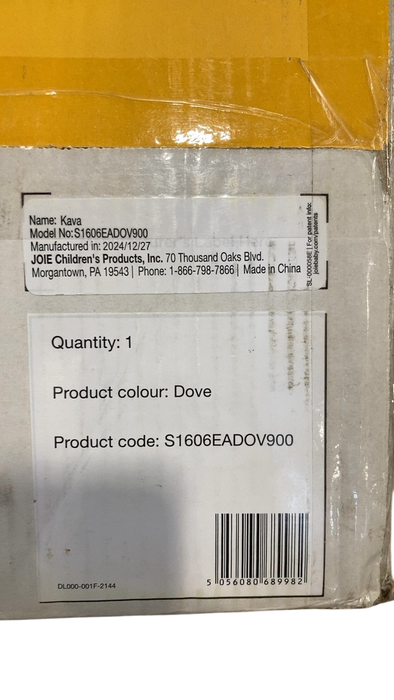 Name: Kava
Model No:S1606EADOV900
Manufactured in: 2024/12/27
JOIE Children's Products, Inc. 70 Thousand Oaks Blvd.
Morgantown, PA 19543 | Phone: 1-866-798-7866 | Made in China
For patent info:
joiebaby.com/patents
Quantity: 1
Product colour: Dove
Product code: S1606EADOV900
DL000-001F-2144
5 056080 689982